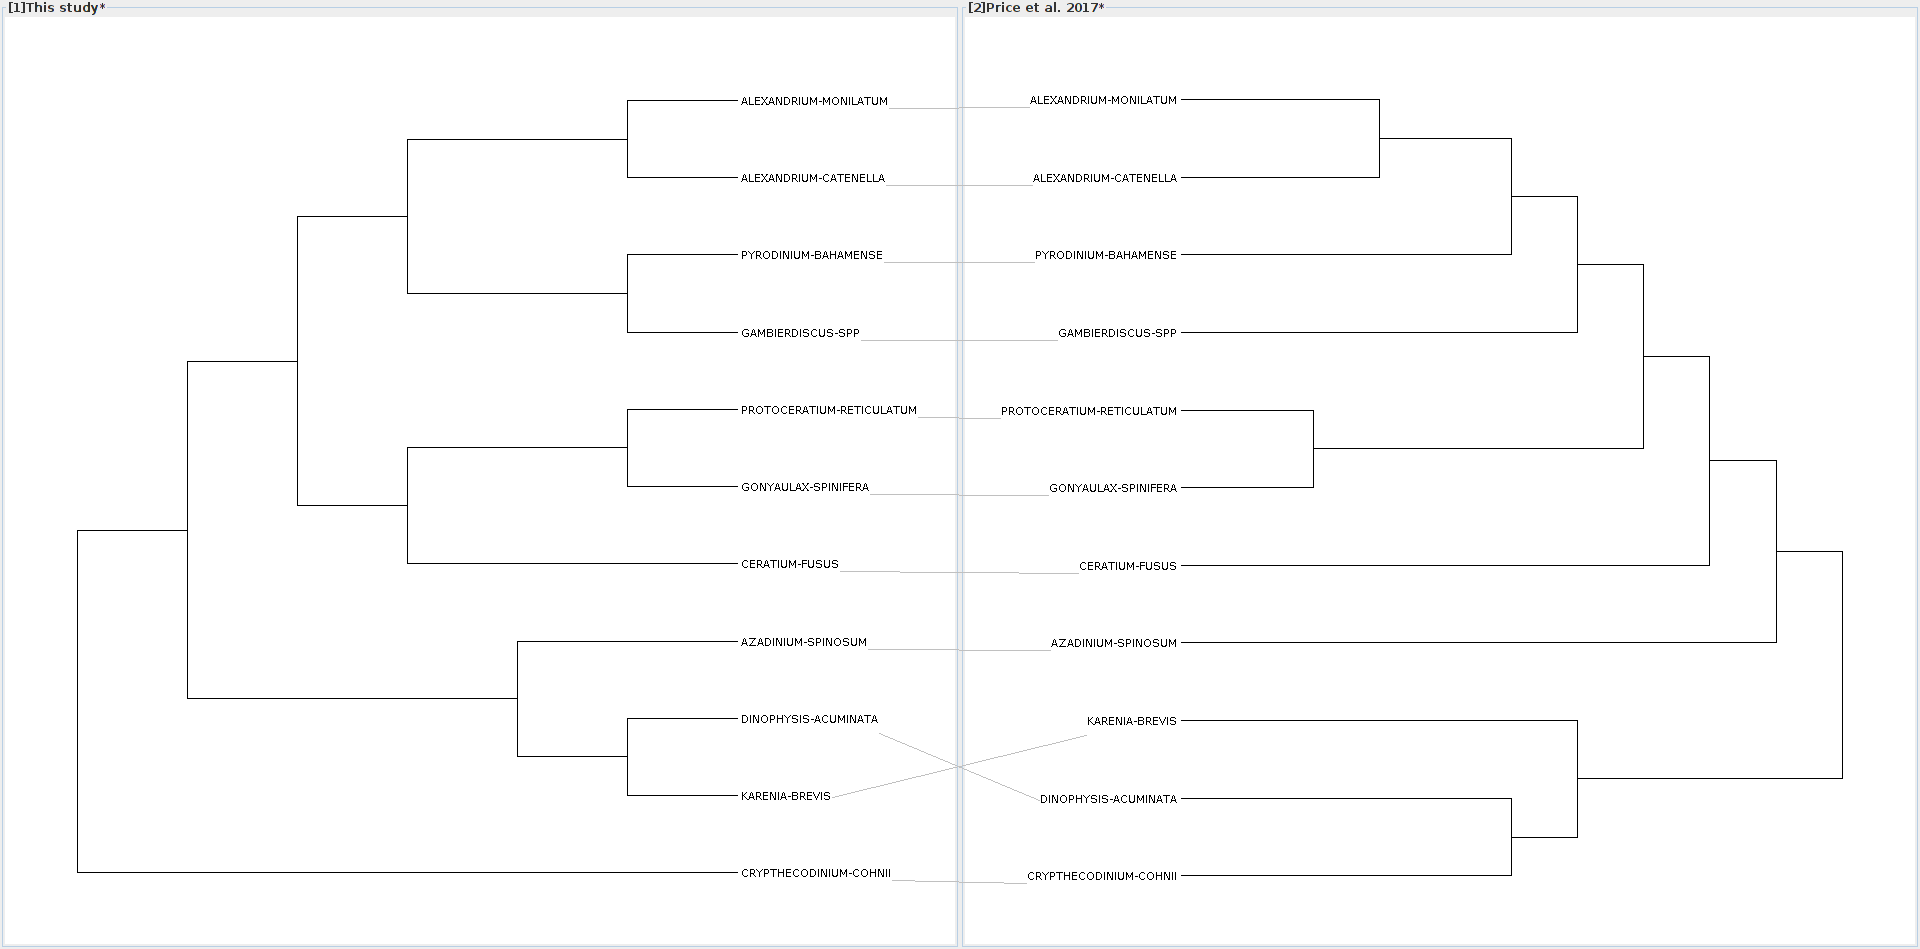 [1]This study*
ALEXANDRIUM-MONILATUM
ALEXANDRIUM-CATENELLA
PYRODINIUM-BAHAMENSE
GAMBIERDISCUS-SPP
PROTOCERATIUM-RETICULATUM
GONYAULAX-SPINIFERA
CERATIUM-FUSUS
AZADINIUM-SPINOSUM
DINOPHYSIS-ACUMINATA
KARENIA-BREVIS
CRYPTHECODINIUM-COHNII
[2]Price et al. 2017*
ALEXANDRIUM-MONILATUM
ALEXANDRIUM-CATENELLA
PYRODINIUM-BAHAMENSE
GAMBIERDISCUS-SPP
PROTOCERATIUM-RETICULATUM
GONYAULAX-SPINIFERA
CERATIUM-FUSUS
AZADINIUM-SPINOSUM
KARENIA-BREVIS
DINOPHYSIS-ACUMINATA
CRYPTHECODINIUM-COHNII